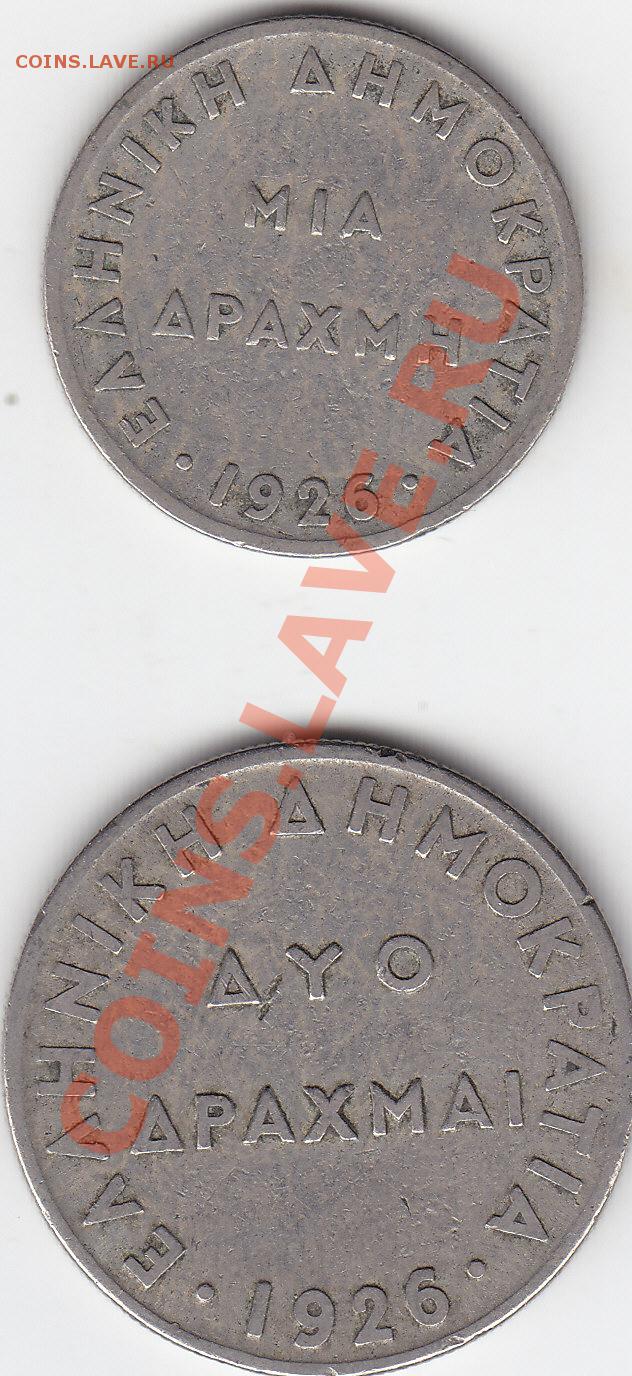 COINS.LAVE.RU
ΕΛΛΗΝΙΚΗ ΔΗΜΟΚΡΑΤΙΑ
ΜΙΑ
ΔΡΑΧΜΗ
· 1926 ·
COINS.LAVE.RU
ΕΛΛΗΝΙΚΗ ΔΗΜΟΚΡΑΤΙΑ
ΔΥΟ
ΔΡΑΧΜΑΙ
· 1926 ·